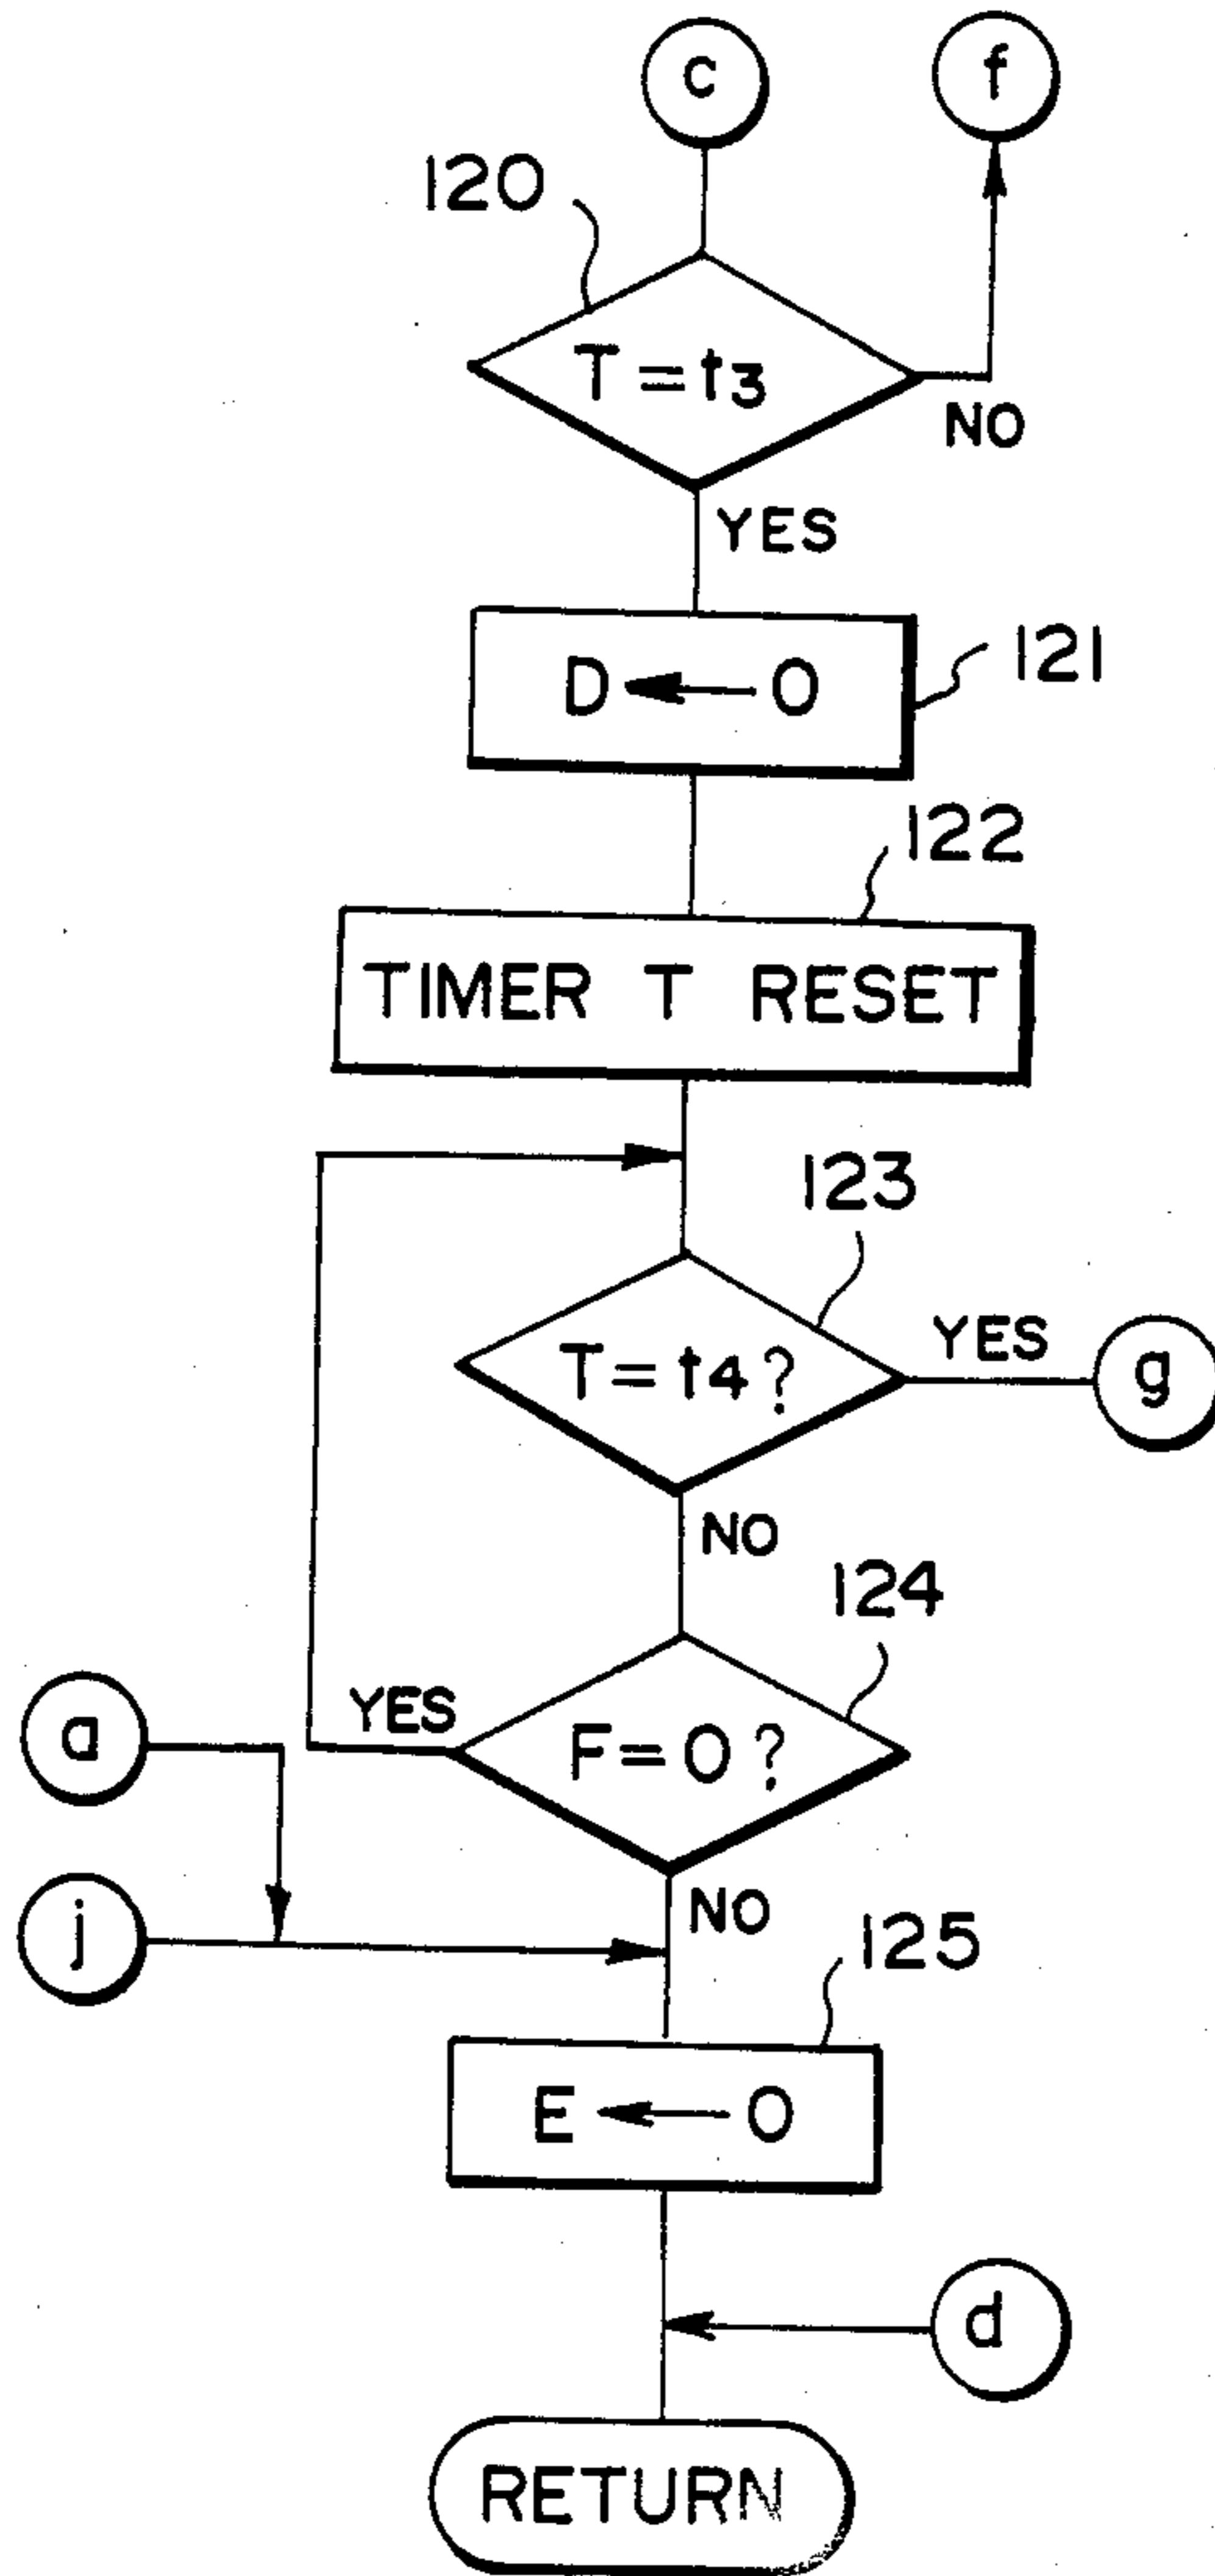 c
f
120
T=t3
NO
YES
D ← 0
121
122
TIMER T RESET
123
T=t4?
YES
g
NO
124
a
YES
F=0?
j
NO
125
E ← 0
d
RETURN